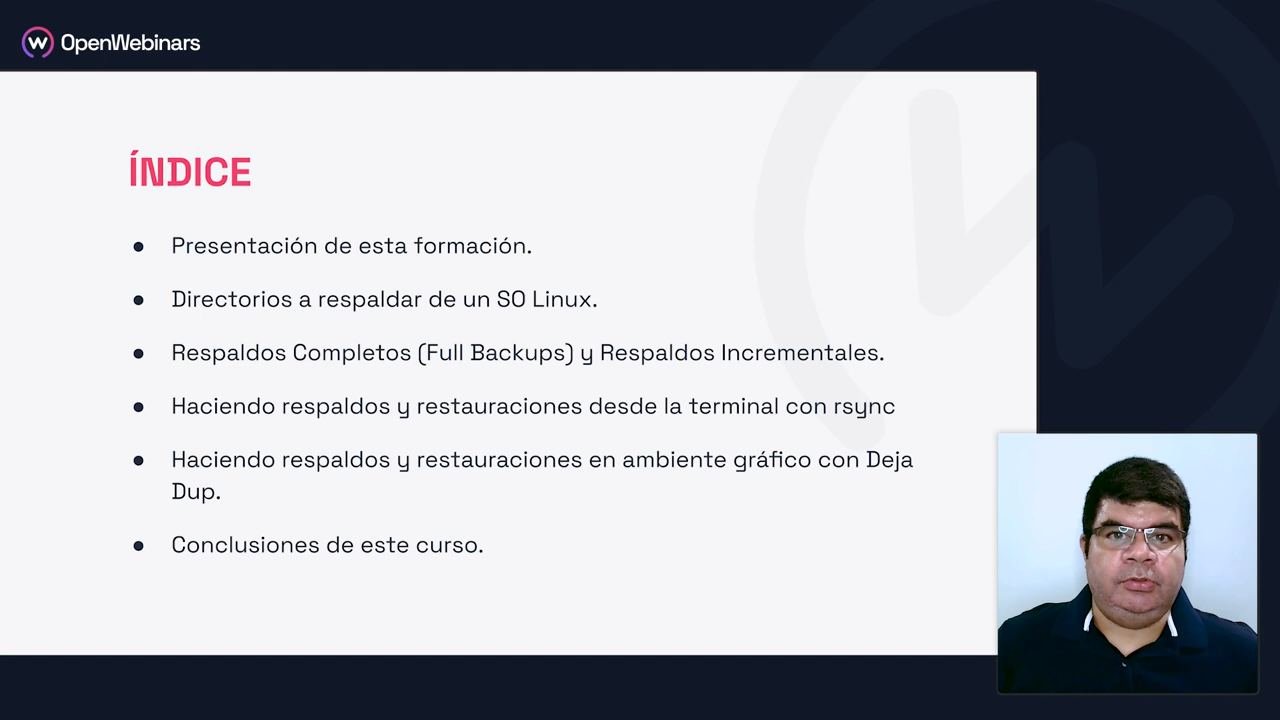 OpenWebinars
ÍNDICE
● Presentación de esta formación.
● Directorios a respaldar de un SO Linux.
● Respaldos Completos (Full Backups) y Respaldos Incrementales.
● Haciendo respaldos y restauraciones desde la terminal con rsync
● Haciendo respaldos y restauraciones en ambiente gráfico con Deja
Dup.
● Conclusiones de este curso.